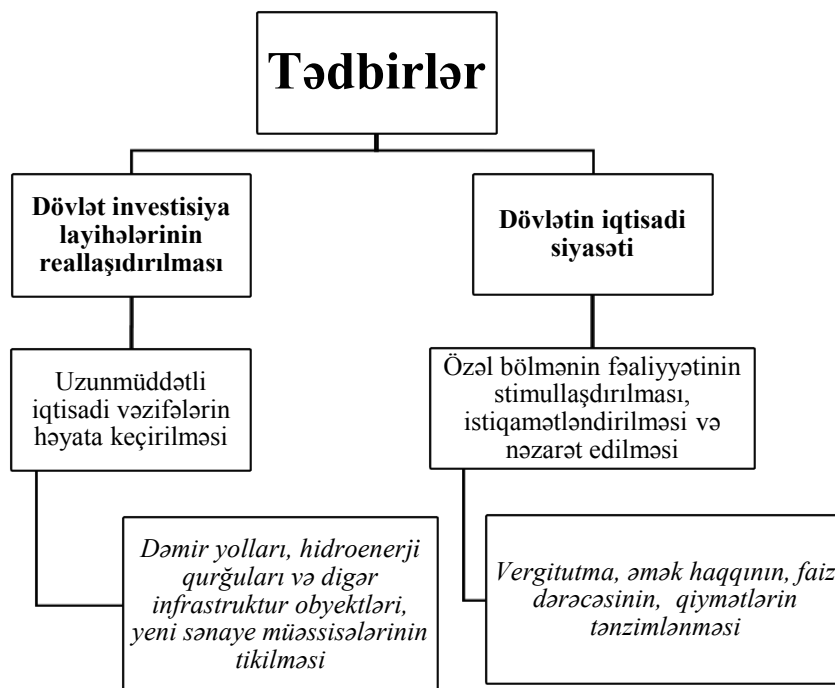 Tədbirlər
Dövlət investisiya
layihələrinin
reallaşıdırılması
Uzunmüddətli
iqtisadi vəzifələrin
həyata keçirilməsi
Dəmir yolları, hidroenerji
qurğuları və digər
infrastruktur obyektləri,
yeni sənaye müəssisələrinin
tikilməsi
Dövlətin iqtisadi
siyasəti
Özəl bölmənin fəaliyyətinin
stimullaşdırılması,
istiqamətləndirilməsi və
nəzarət edilməsi
Vergitutma, əmək haqqının, faiz
dərəcəsinin, qiymətlərin
tənzimlənməsi